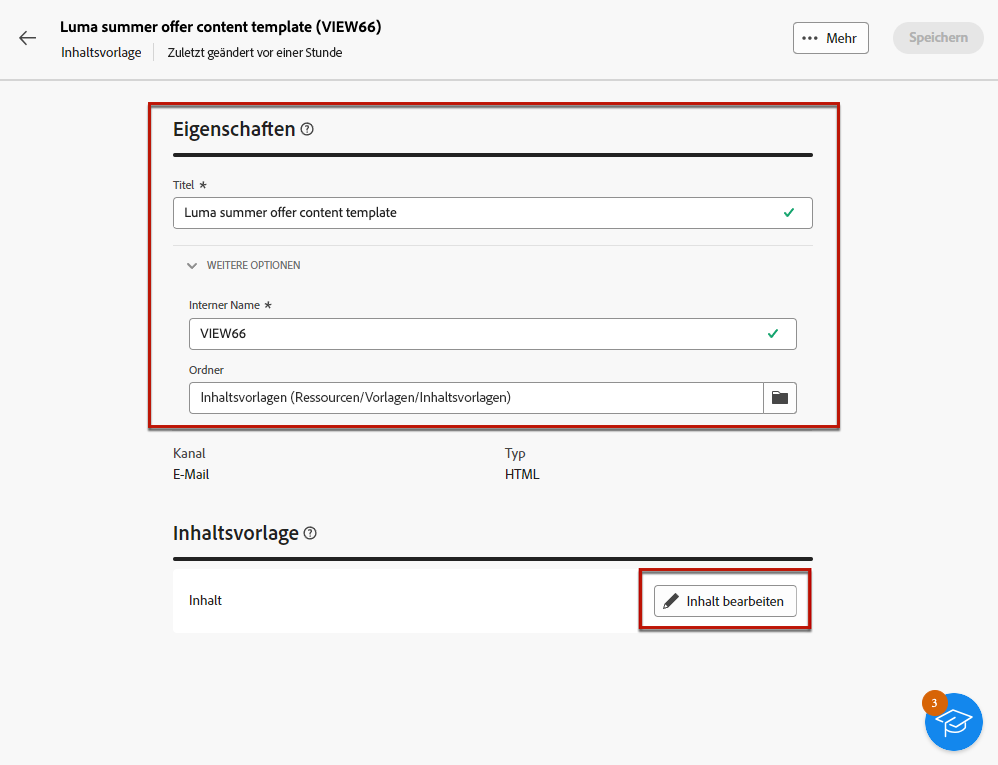 Luma summer offer content template (VIEW66)
Inhaltsvorlage Zuletzt geändert vor einer Stunde
Mehr
Speichern
Eigenschaften
Titel *
Luma summer offer content template
WEITERE OPTIONEN
Interner Name *
VIEW66
Ordner
Inhaltsvorlagen (Ressourcen/Vorlagen/Inhaltsvorlagen)
Kanal Typ
E-Mail HTML
Inhaltsvorlage
Inhalt
Inhalt bearbeiten
3